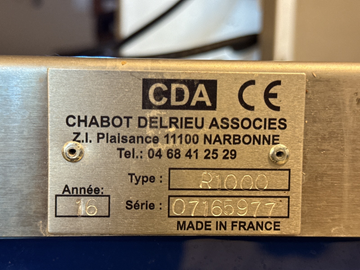 CDA CE
CHABOT DELRIEU ASSOCIES
Z.I. Plaisance 11100 NARBONNE
Tel.: 04 68 41 25 29
Type : R1000
Année: 16 Série : 07165977
MADE IN FRANCE